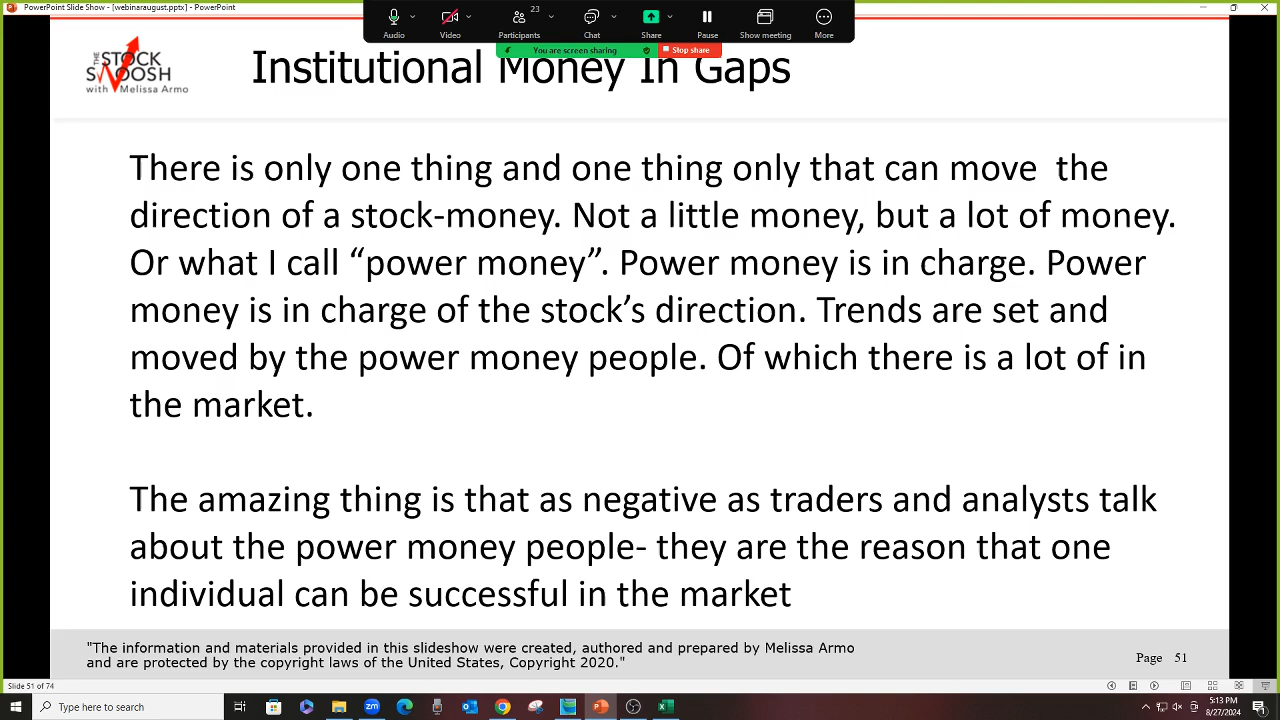 PowerPoint Slide Show - [webinaraugust.pptx] - PowerPoint
23
Audio
Video
Participants
Chat
Share
Pause
Show meeting
More
You are screen sharing
Stop share
THE STOCK
SWOOSH
with Melissa Armo
Institutional Money In Gaps
There is only one thing and one thing only that can move  the
direction of a stock-money. Not a little money, but a lot of money.
Or what I call “power money”. Power money is in charge. Power
money is in charge of the stock’s direction. Trends are set and
moved by the power money people. Of which there is a lot of in
the market.
The amazing thing is that as negative as traders and analysts talk
about the power money people- they are the reason that one
individual can be successful in the market
"The information and materials provided in this slideshow were created, authored and prepared by Melissa Armo
and are protected by the copyright laws of the United States, Copyright 2020."
Page 51
Slide 51 of 74
Type here to search
5:13 PM
8/27/2024